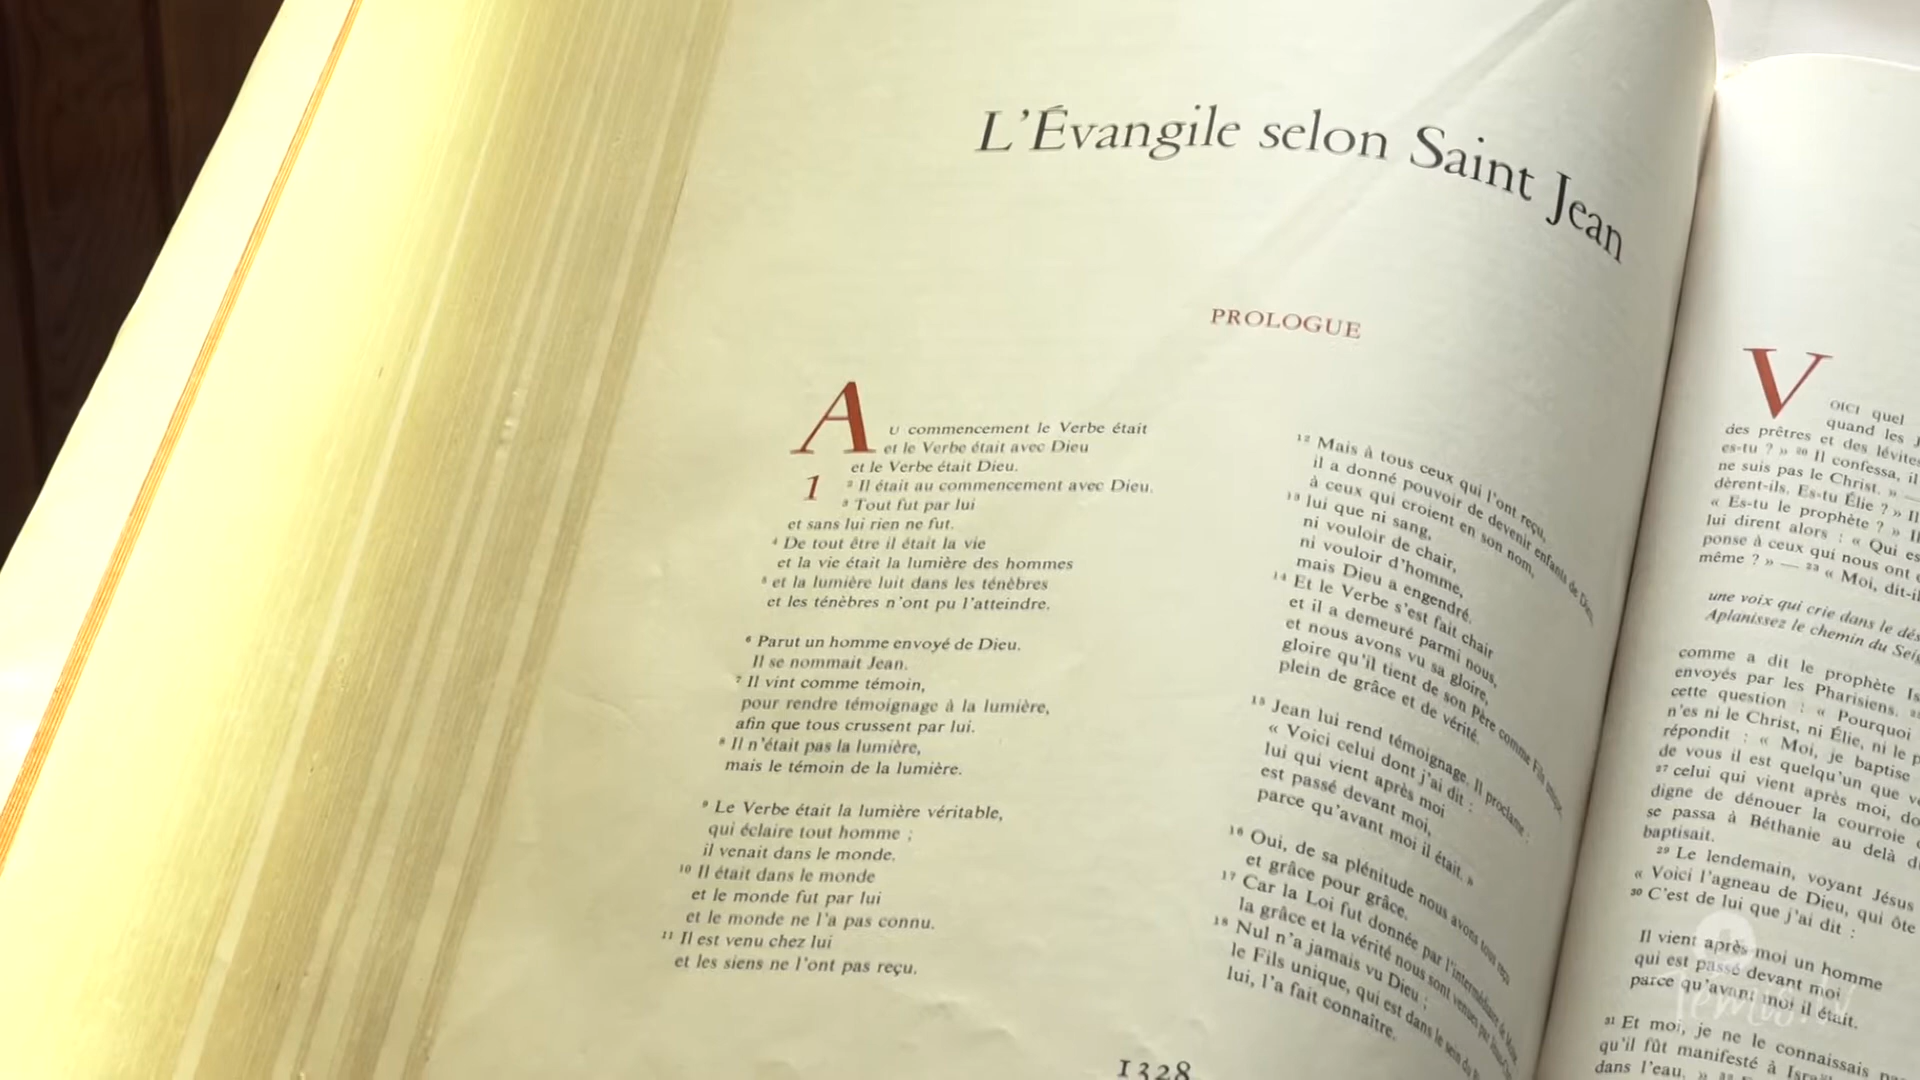 L'Évangile selon Saint Jean
PROLOGUE
AU commencement le Verbe était
et le Verbe était avec Dieu
et le Verbe était Dieu.
1 ² Il était au commencement avec Dieu.
³ Tout fut par lui
et sans lui rien ne fut.
⁴ De tout être il était la vie
et la vie était la lumière des hommes
⁵ et la lumière luit dans les ténèbres
et les ténèbres n'ont pu l'atteindre.
⁶ Parut un homme envoyé de Dieu.
Il se nommait Jean.
⁷ Il vint comme témoin,
pour rendre témoignage à la lumière,
afin que tous crussent par lui.
⁸ Il n'était pas la lumière,
mais le témoin de la lumière.
⁹ Le Verbe était la lumière véritable,
qui éclaire tout homme ;
il venait dans le monde.
¹⁰ Il était dans le monde
et le monde fut par lui
et le monde ne l'a pas connu.
¹¹ Il est venu chez lui
et les siens ne l'ont pas reçu.
¹² Mais à tous ceux qui l'ont reçu,
il a donné pouvoir de devenir enfants de Dieu,
à ceux qui croient en son nom,
¹³ lui que ni sang,
ni vouloir de chair,
ni vouloir d'homme,
mais Dieu a engendré.
¹⁴ Et le Verbe s'est fait chair
et il a demeuré parmi nous,
et nous avons vu sa gloire,
gloire qu'il tient de son Père comme Fils unique,
plein de grâce et de vérité.
¹⁵ Jean lui rend témoignage. Il proclame :
« Voici celui dont j'ai dit :
lui qui vient après moi
est passé devant moi,
parce qu'avant moi il était. »
¹⁶ Oui, de sa plénitude nous avons tous reçu
et grâce pour grâce.
¹⁷ Car la Loi fut donnée par l'intermédiaire de Moïse
la grâce et la vérité nous sont venues par
¹⁸ Nul n'a jamais vu Dieu ;
le Fils unique, qui est dans le sein du
lui, l'a fait connaître.
1328
VOICI quel
quand les
des prêtres et des lévites
es-tu ? » ²⁰ Il confessa, il
ne suis pas le Christ. » —
dèrent-ils. Es-tu Élie ? » Il
« Es-tu le prophète ? »
lui dirent alors : « Qui
ponse à ceux qui nous ont
même ? » — ²³ « Moi,
une voix qui crie dans le
Aplanissez le chemin du
comme a dit le prophète
envoyés par les Pharisiens.
cette question : « Pourquoi
n'es ni le Christ, ni Élie, ni le
répondit : « Moi, je baptise
de vous il est quelqu'un que
²⁷ celui qui vient après moi,
digne de dénouer la courroie
se passa à Béthanie au delà
baptisait.
²⁹ Le lendemain, voyant Jésus
« Voici l'agneau de Dieu, qui ôte
³⁰ C'est de lui que j'ai dit :
Il vient après moi un homme
qui est passé devant moi
parce qu'avant moi il était.
³¹ Et moi, je ne le connaissais
qu'il fût manifesté à
dans l'eau. »
Témis.tv